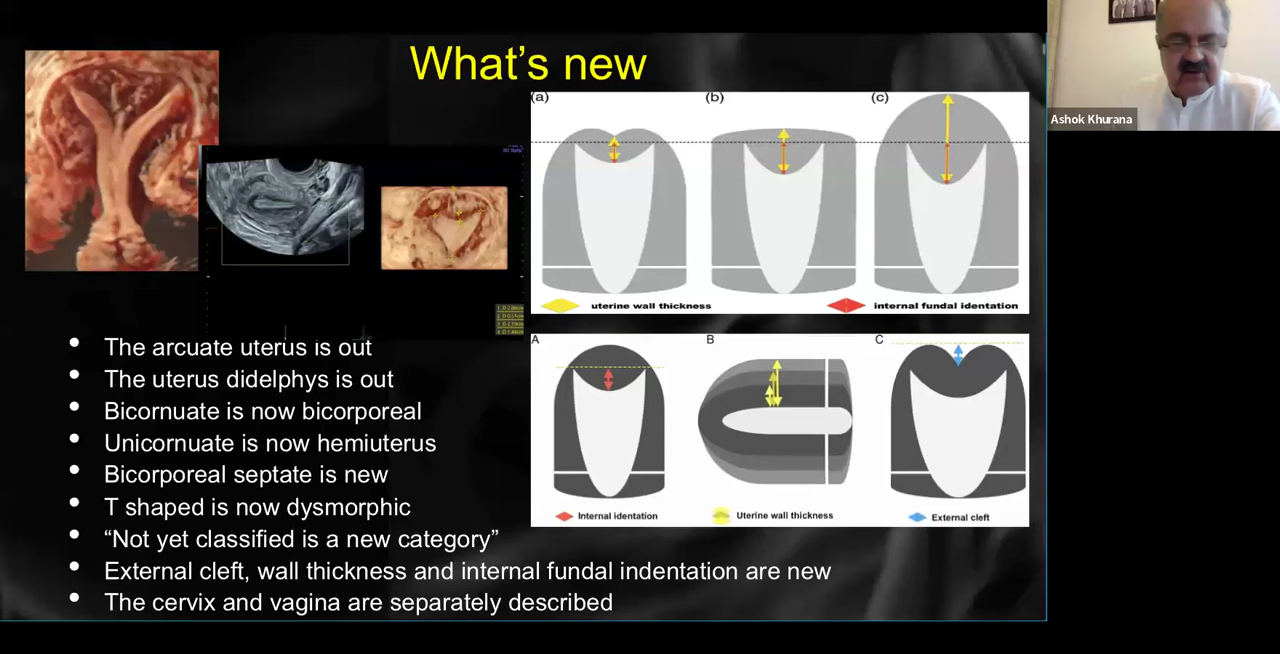 What's new
Ashok Khurana
(a)
(b)
(c)
uterine wall thickness
internal fundal identation
A
B
C
Internal identation
Uterine wall thickness
External cleft
• The arcuate uterus is out
• The uterus didelphys is out
• Bicornuate is now bicorporeal
• Unicornuate is now hemiuterus
• Bicorporeal septate is new
• T shaped is now dysmorphic
• “Not yet classified is a new category”
• External cleft, wall thickness and internal fundal indentation are new
• The cervix and vagina are separately described